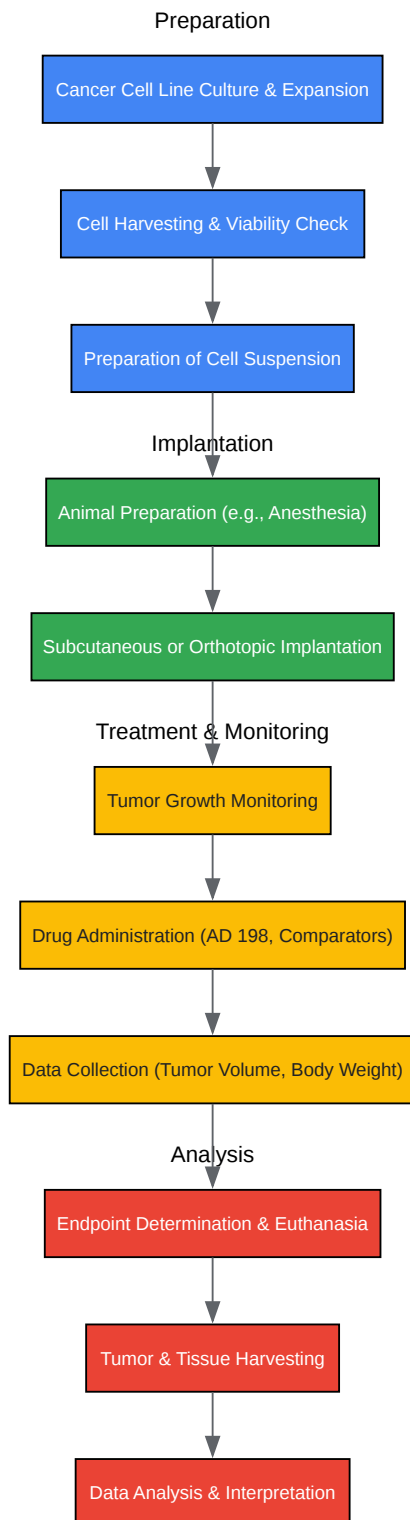 Preparation
Cancer Cell Line Culture & Expansion
Cell Harvesting & Viability Check
Preparation of Cell Suspension
Implantation
Animal Preparation (e.g., Anesthesia)
Subcutaneous or Orthotopic Implantation
Treatment & Monitoring
Tumor Growth Monitoring
Drug Administration (AD 198, Comparators)
Data Collection (Tumor Volume, Body Weight)
Analysis
Endpoint Determination & Euthanasia
Tumor & Tissue Harvesting
Data Analysis & Interpretation